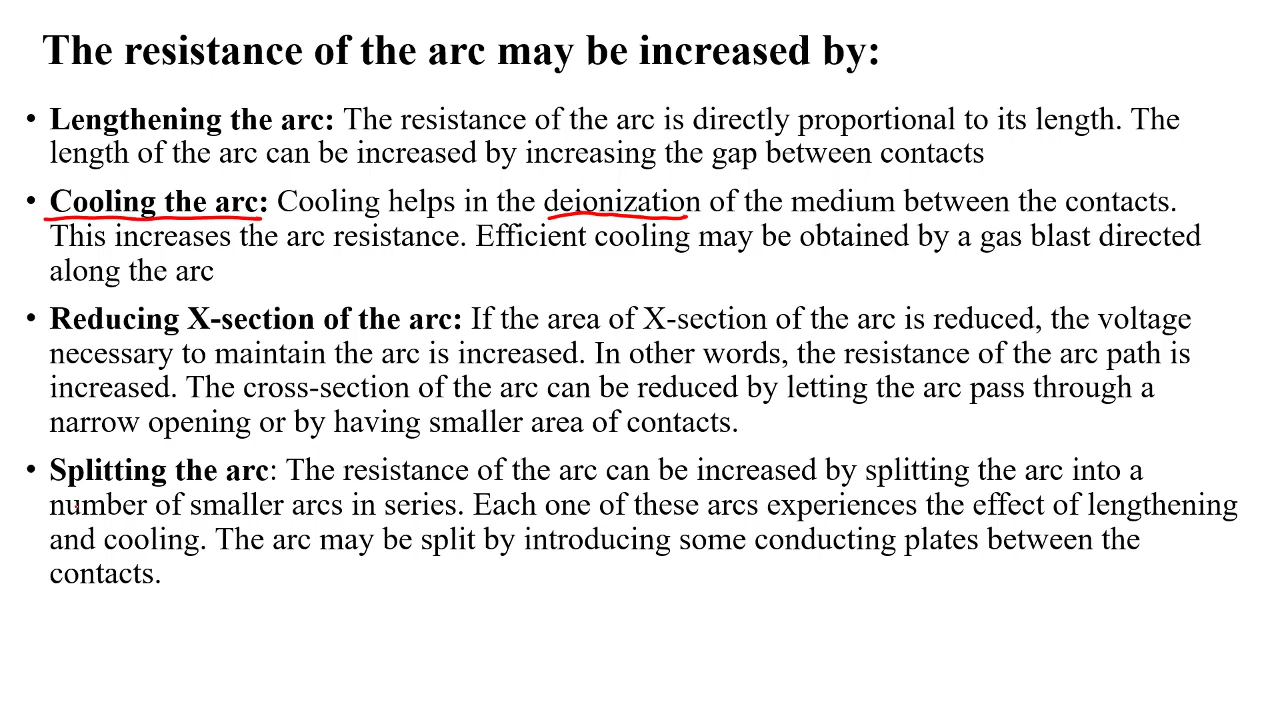 The resistance of the arc may be increased by:
• Lengthening the arc: The resistance of the arc is directly proportional to its length. The
length of the arc can be increased by increasing the gap between contacts
• Cooling the arc: Cooling helps in the deionization of the medium between the contacts.
This increases the arc resistance. Efficient cooling may be obtained by a gas blast directed
along the arc
• Reducing X-section of the arc: If the area of X-section of the arc is reduced, the voltage
necessary to maintain the arc is increased. In other words, the resistance of the arc path is
increased. The cross-section of the arc can be reduced by letting the arc pass through a
narrow opening or by having smaller area of contacts.
• Splitting the arc: The resistance of the arc can be increased by splitting the arc into a
number of smaller arcs in series. Each one of these arcs experiences the effect of lengthening
and cooling. The arc may be split by introducing some conducting plates between the
contacts.